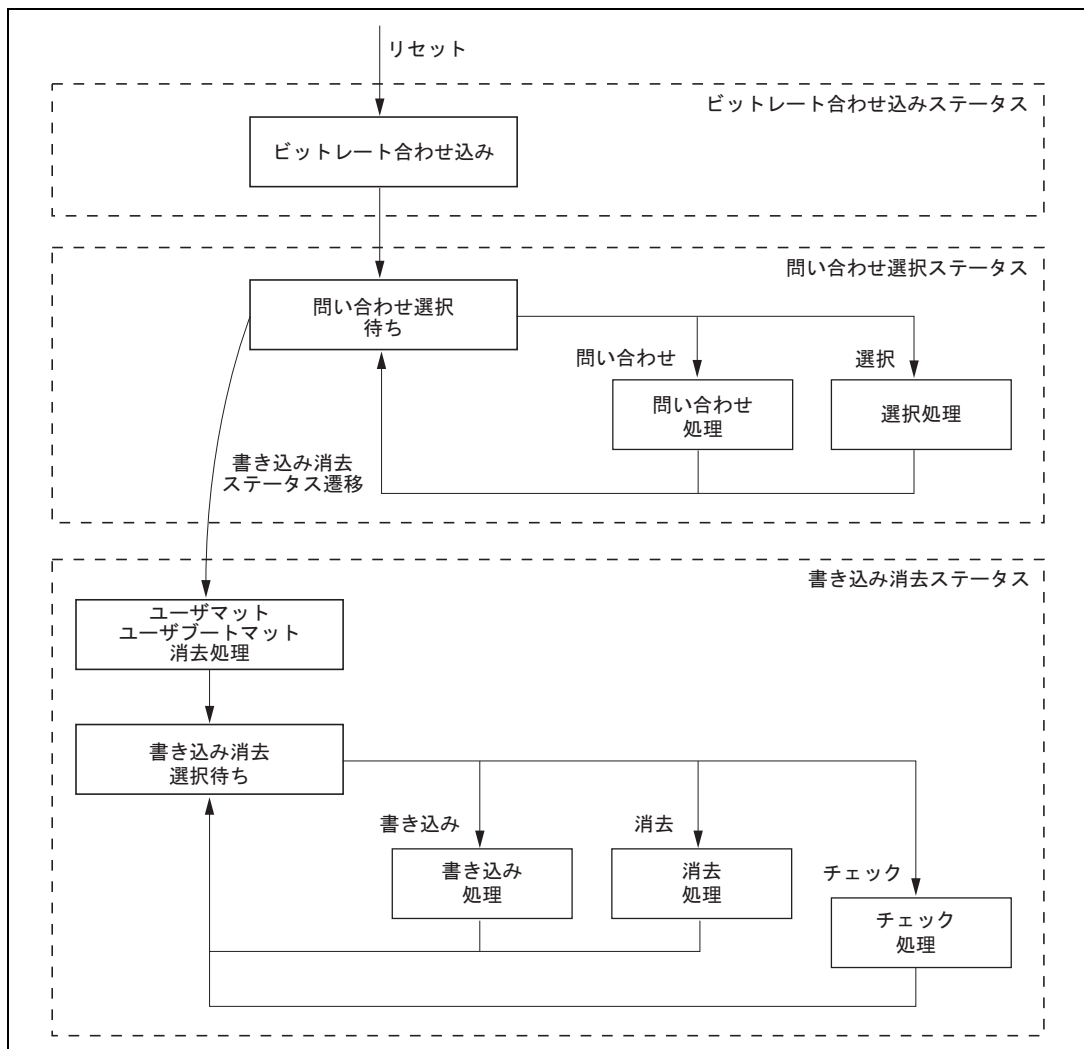 リセット
ビットレート合わせ込みステータス
ビットレート合わせ込み
問い合わせ選択ステータス
問い合わせ選択
待ち
問い合わせ
選択
問い合わせ
処理
選択処理
書き込み消去
ステータス遷移
書き込み消去ステータス
ユーザマット
ユーザブートマット
消去処理
書き込み消去
選択待ち
書き込み
消去
チェック
書き込み
処理
消去
処理
チェック
処理